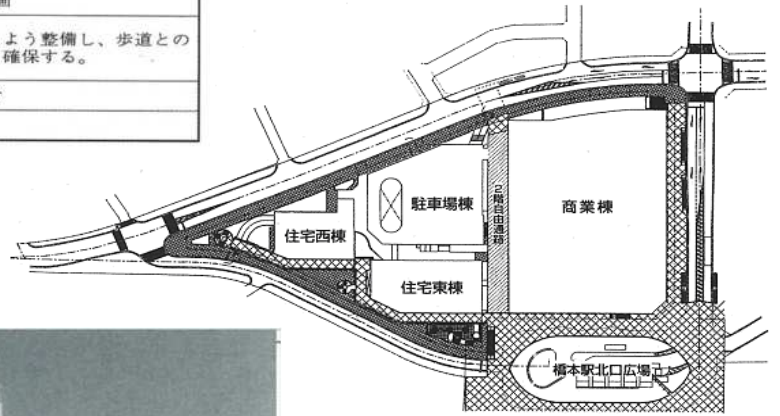 よう整備し、歩道との
確保する。
駐車場棟
2階自由通路
商業棟
住宅西棟
住宅東棟
橋本駅北口広場